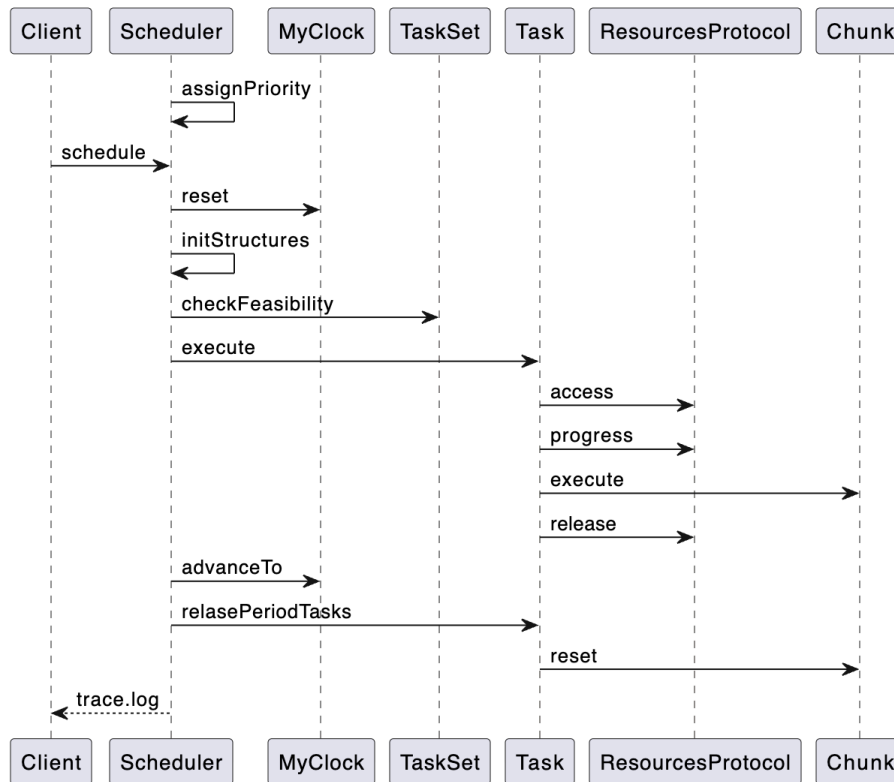 Client Scheduler MyClock TaskSet Task ResourcesProtocol Chunk
assignPriority
schedule
reset
initStructures
checkFeasibility
execute
access
progress
execute
release
advanceTo
relasePeriodTasks
reset
trace.log
Client Scheduler MyClock TaskSet Task ResourcesProtocol Chunk